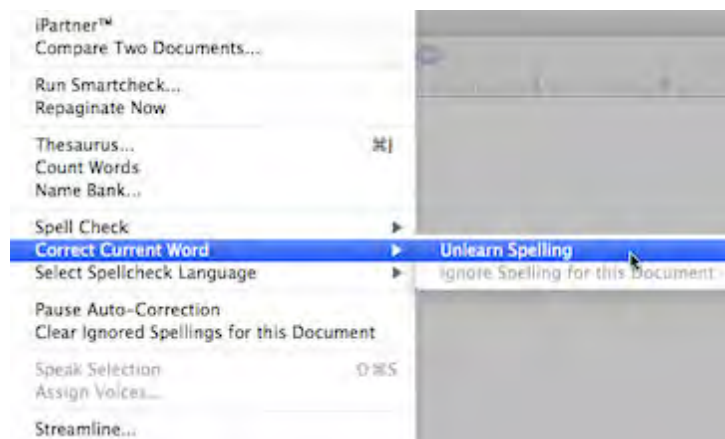 iPartner™
Compare Two Documents...
Run Smartcheck...
Repaginate Now
Thesaurus... ⌘J
Count Words
Name Bank...
Spell Check ▶
Correct Current Word ▶ Unlearn Spelling
Select Spellcheck Language ▶ Ignore Spelling for this Document
Pause Auto-Correction
Clear Ignored Spellings for this Document
Speak Selection ⇧⌘S
Assign Voices...
Streamline...